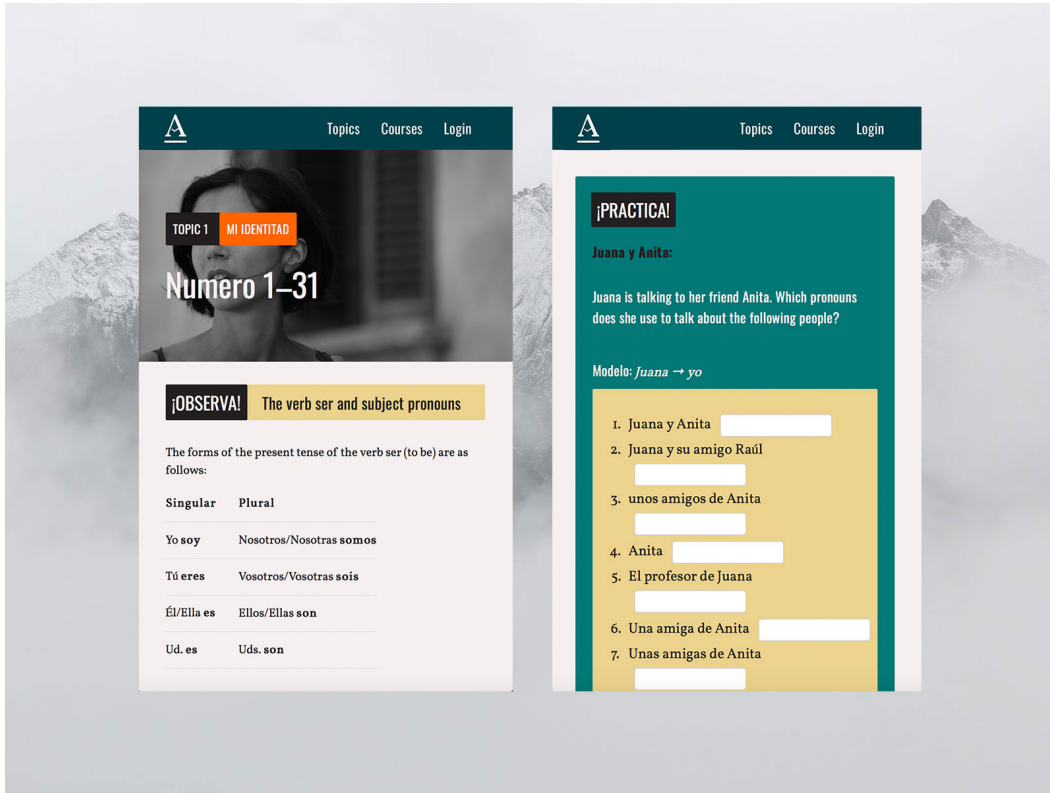 A
Topics Courses Login
TOPIC 1 MI IDENTITAD
Numero 1–31
¡OBSERVA! The verb ser and subject pronouns
The forms of the present tense of the verb ser (to be) are as
follows:
Singular Plural
Yo soy Nosotros/Nosotras somos
Tú eres Vosotros/Vosotras sois
Él/Ella es Ellos/Ellas son
Ud. es Uds. son
A
Topics Courses Login
¡PRACTICA!
Juana y Anita:
Juana is talking to her friend Anita. Which pronouns
does she use to talk about the following people?
Modelo: Juana → yo
1. Juana y Anita
2. Juana y su amigo Raúl
3. unos amigos de Anita
4. Anita
5. El profesor de Juana
6. Una amiga de Anita
7. Unas amigas de Anita